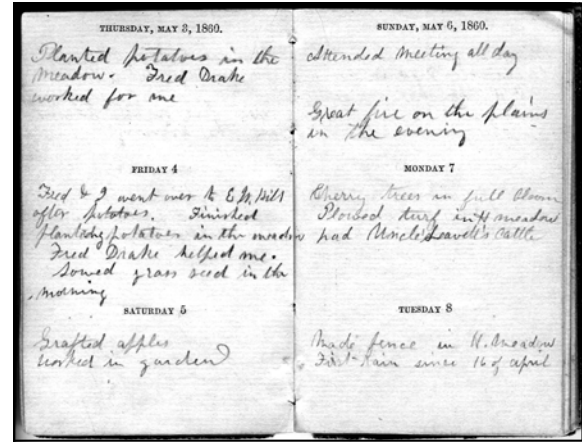 THURSDAY, MAY 3, 1860.
Planted potatoes in the
meadow. Fred Drake
worked for me
FRIDAY 4
Fred & I went over to E. M. Hills
after potatoes. Finished
planting potatoes in the meadow
Fred Drake helped me.
Sowed grass seed in the
morning
SATURDAY 5
Grafted apples
worked in garden
SUNDAY, MAY 6, 1860.
Attended meeting all day
Great fire on the plains
in the evening
MONDAY 7
Cherry trees in full bloom
Plowed turf in H meadow
had Uncle Leavett's cattle
TUESDAY 8
Made fence in H. Meadow
First Rain since 16 of april